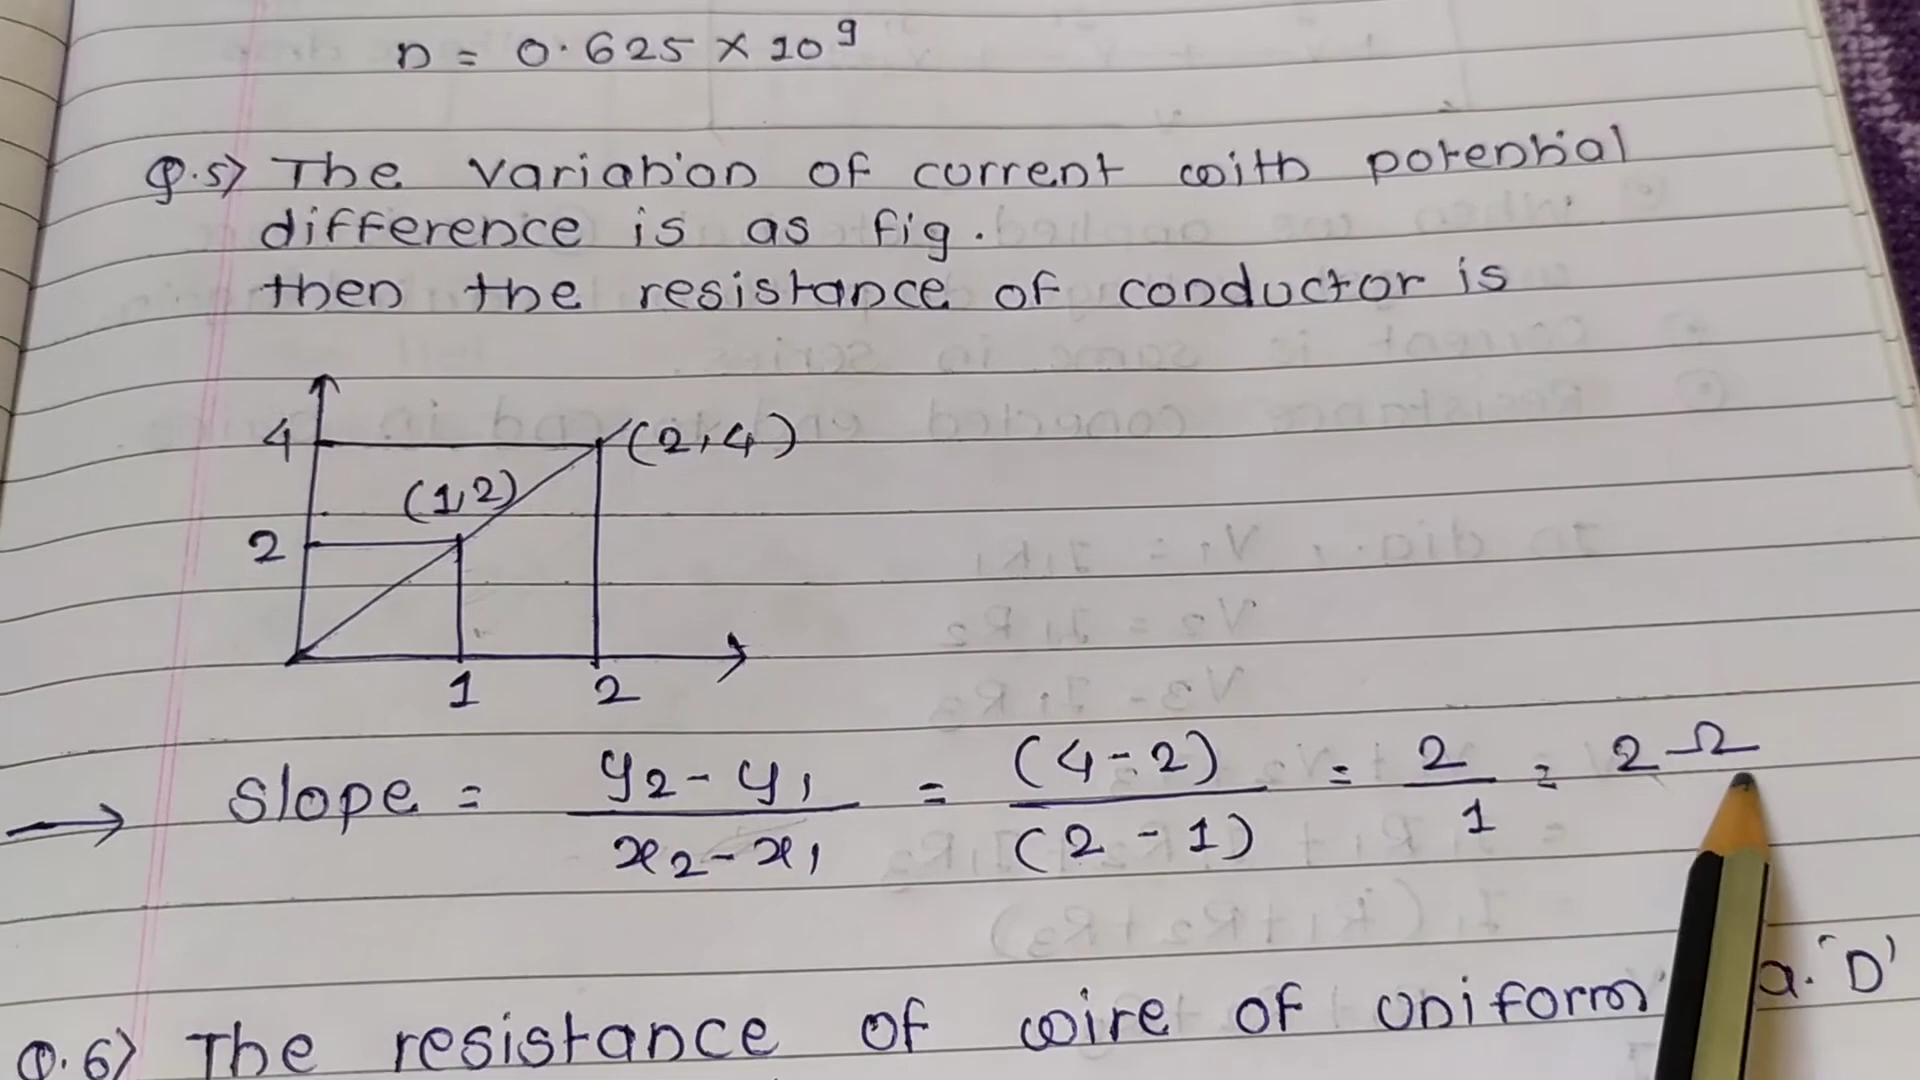 n = 0.625 × 10⁹
Q.5) The variation of current with potential
difference is as fig.
then the resistance of conductor is
4
(2,4)
(1,2)
2
1 2
→ Slope = y₂-y₁ / x₂-x₁ = (4-2) / (2-1) = 2 / 1 = 2 Ω
Q.6) The resistance of wire of uniform a. 'D'